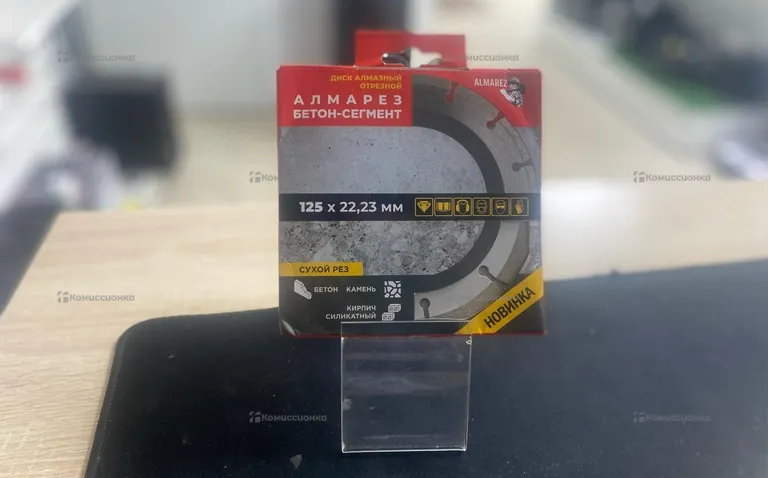 Комиссионка
Комиссионка
ДИСК АЛМАЗНЫЙ
ОТРЕЗНОЙ
АЛМАРЕЗ
БЕТОН-СЕГМЕНТ
ALMAREZ
Комиссионка
Комиссионка
125 x 22,23 мм
СУХОЙ РЕЗ
БЕТОН КАМЕНЬ
КИРПИЧ
СИЛИКАТНЫЙ
НОВИНКА
Комиссионка
Комиссионка
Комиссионка